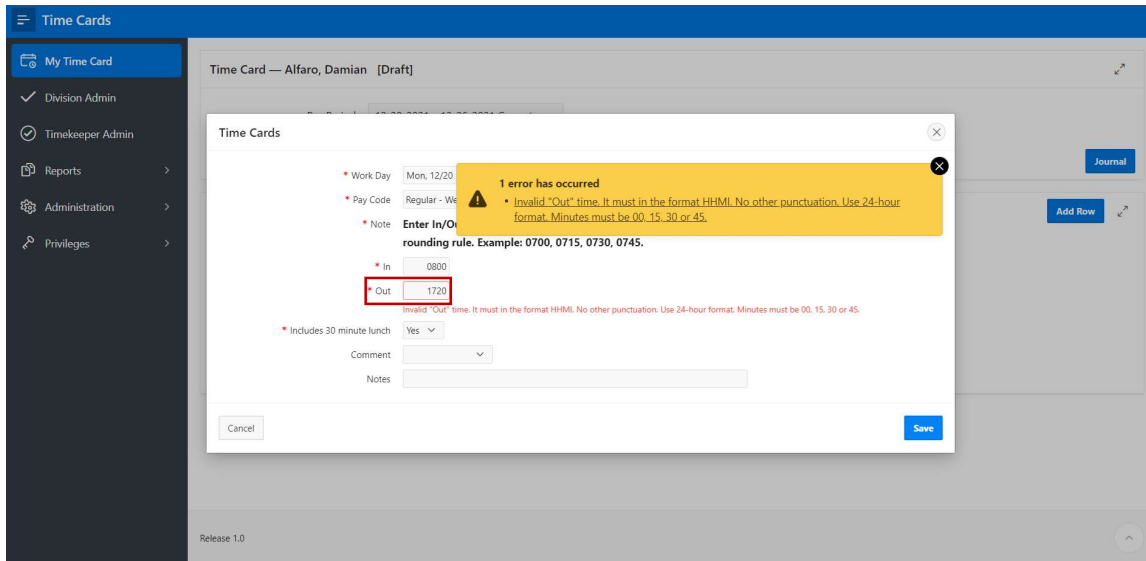 Time Cards
My Time Card
Division Admin
Timekeeper Admin
Reports
Administration
Privileges
Time Card — Alfaro, Damian [Draft]
Journal
Add Row
Time Cards
* Work Day Mon, 12/20
* Pay Code Regular - We
* Note Enter In/Ou
rounding rule. Example: 0700, 0715, 0730, 0745.
1 error has occurred
• Invalid "Out" time. It must in the format HHMI. No other punctuation. Use 24-hour
format. Minutes must be 00, 15, 30 or 45.
* In 0800
* Out 1720
Invalid "Out" time. It must in the format HHMI. No other punctuation. Use 24-hour format. Minutes must be 00, 15, 30 or 45.
* Includes 30 minute lunch Yes
Comment
Notes
Cancel
Save
Release 1.0